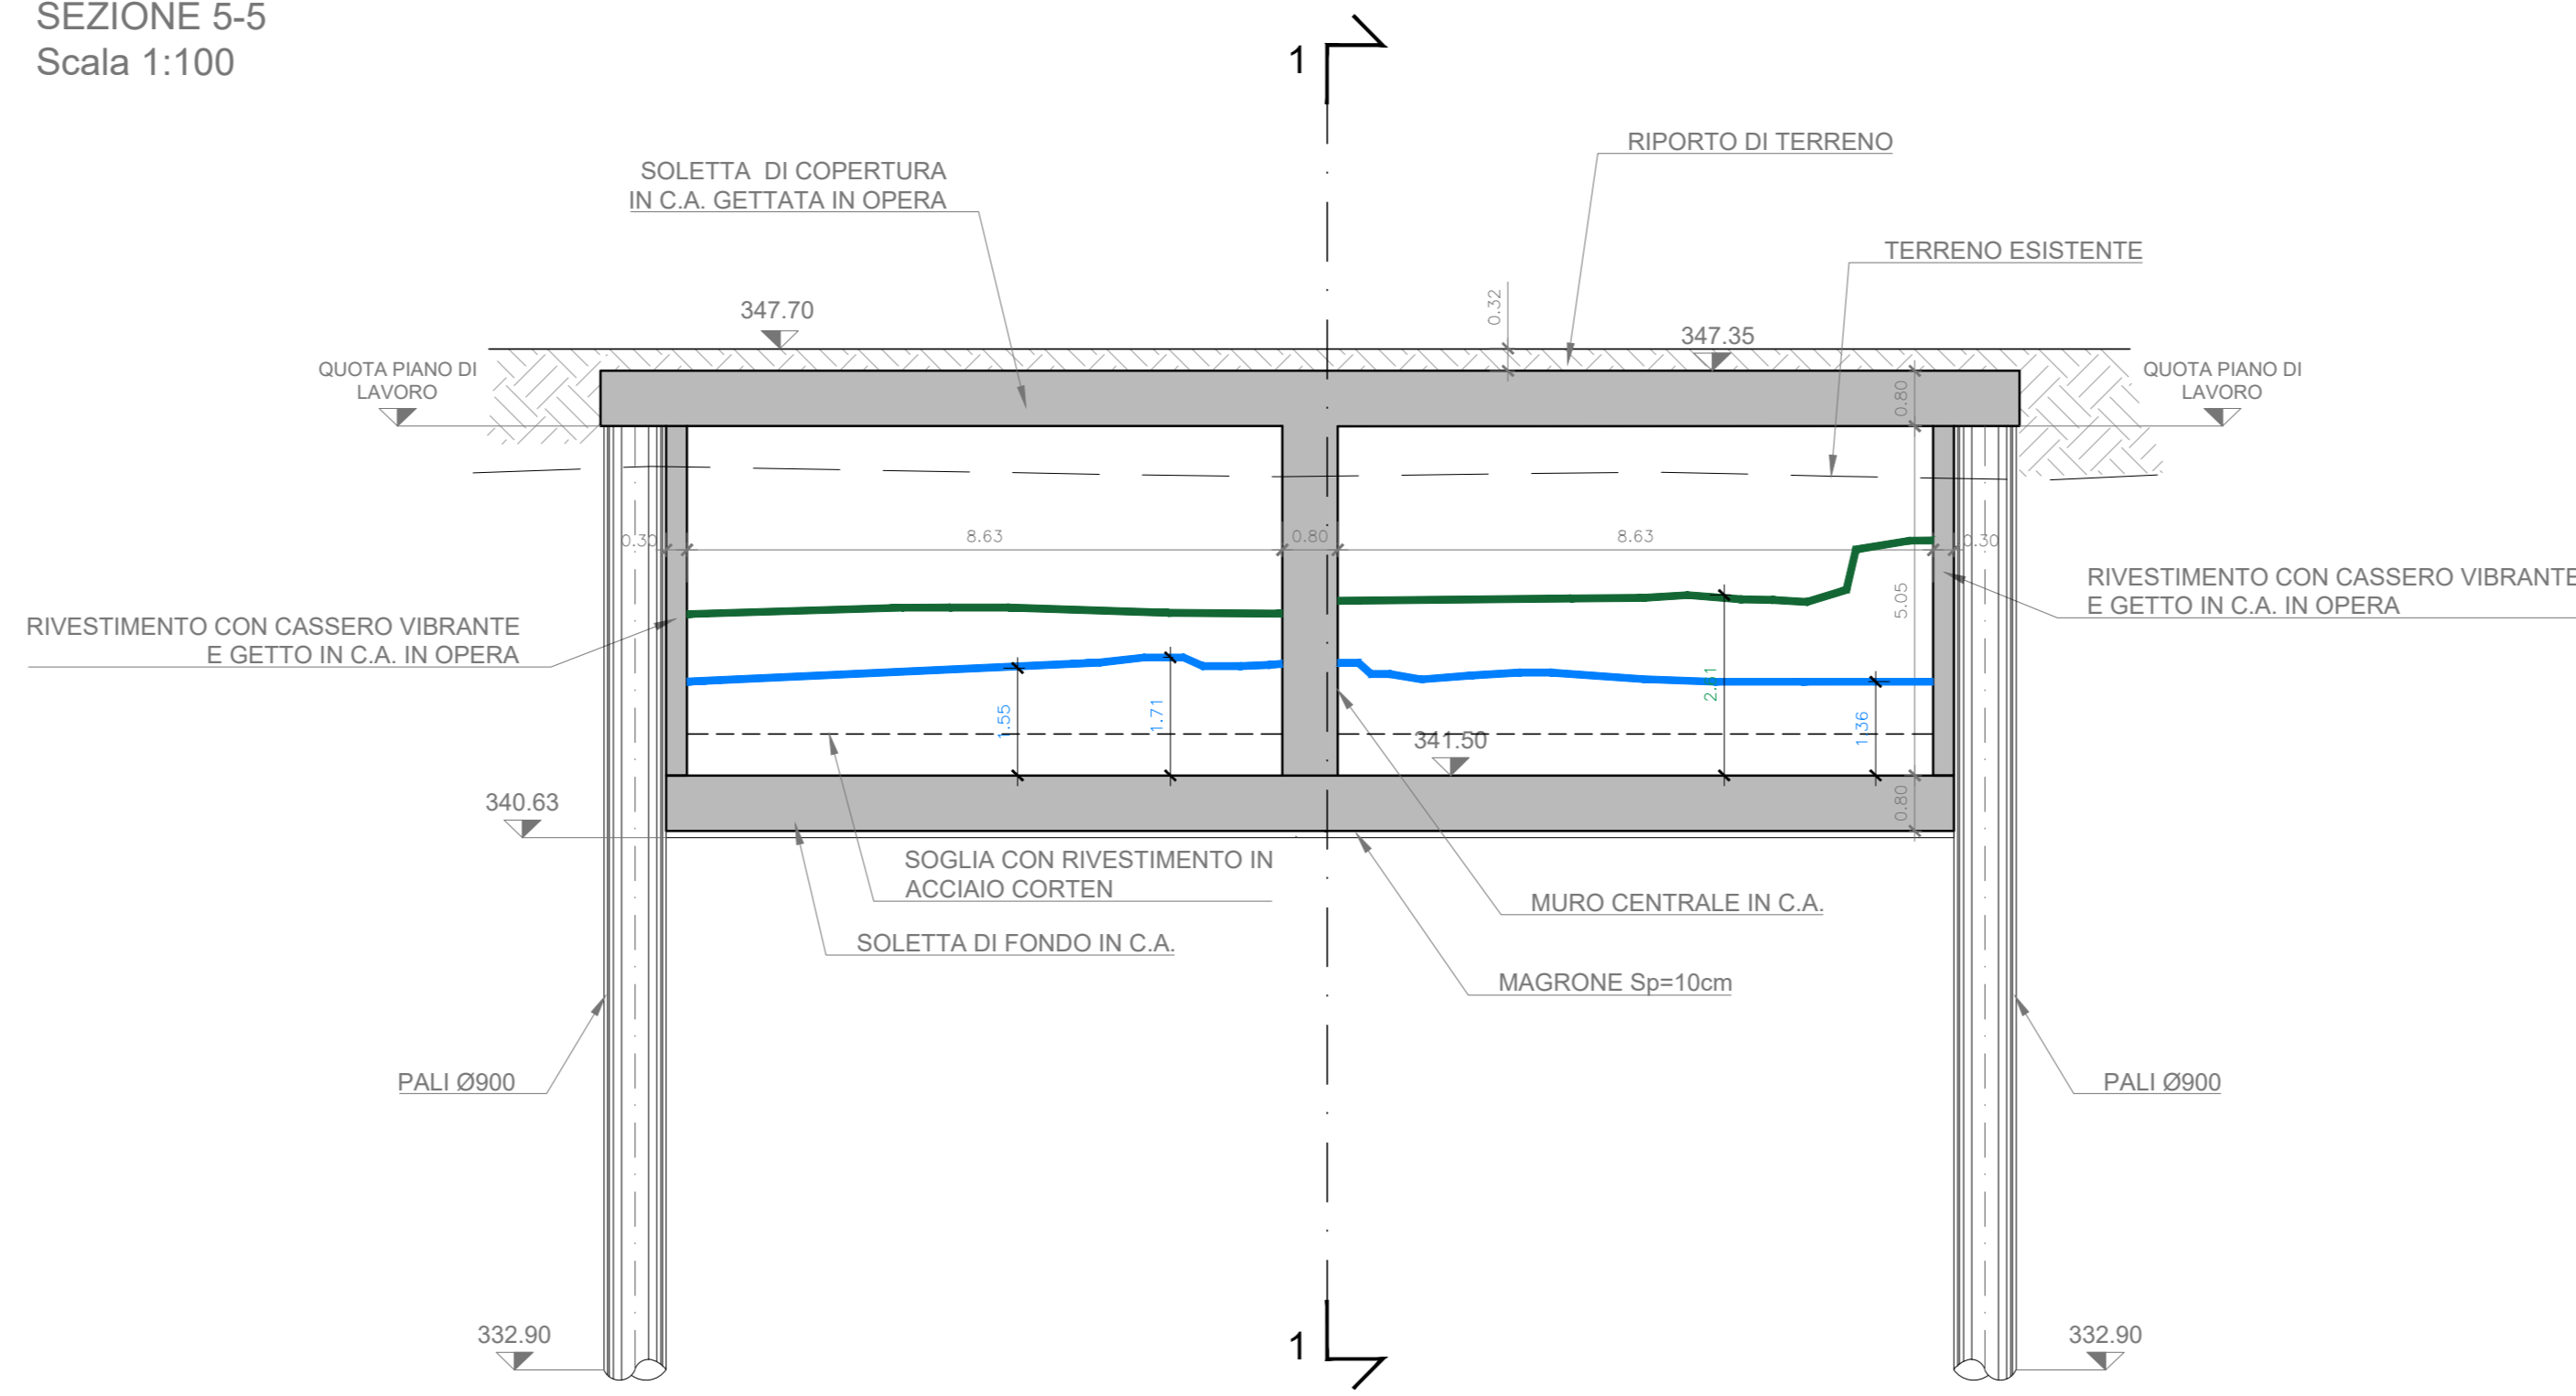 SEZIONE 5-5
Scala 1:100
1
RIPORTO DI TERRENO
SOLETTA DI COPERTURA
IN C.A. GETTATA IN OPERA
TERRENO ESISTENTE
0.32
347.70
347.35
QUOTA PIANO DI
LAVORO
QUOTA PIANO DI
LAVORO
0.80
0.30
8.63
0.80
8.63
0.30
5.05
RIVESTIMENTO CON CASSERO VIBRANTE
E GETTO IN C.A. IN OPERA
RIVESTIMENTO CON CASSERO VIBRANTE
E GETTO IN C.A. IN OPERA
1.55
1.71
2.61
1.36
341.50
340.63
0.80
SOGLIA CON RIVESTIMENTO IN
ACCIAIO CORTEN
MURO CENTRALE IN C.A.
SOLETTA DI FONDO IN C.A.
MAGRONE Sp=10cm
PALI Ø900
PALI Ø900
332.90
1
332.90